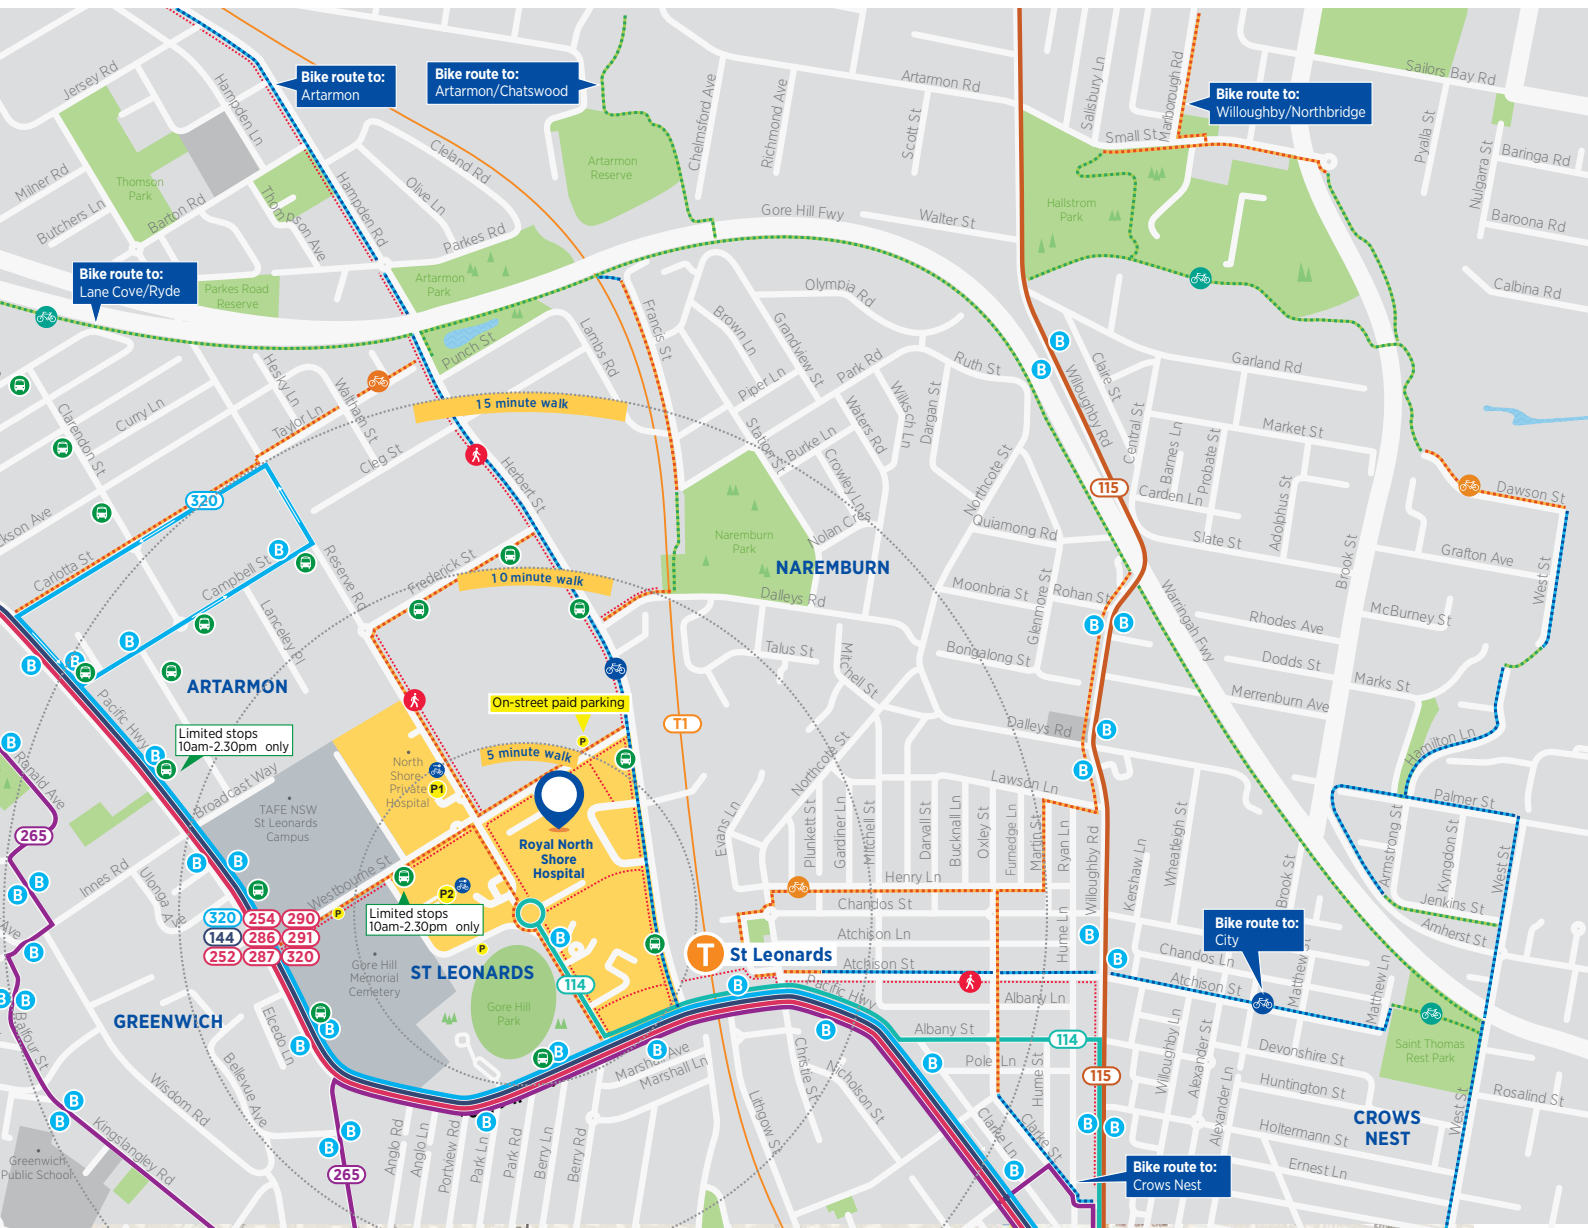 Sailors Bay Rd
Jersey Rd
Hampden Ln
Bike route to:
Artarmon
Bike route to:
Artarmon/Chatswood
Chelmsford Ave
Richmond Ave
Artarmon Rd
Scott St
Salisbury Ln
Marlborough Rd
Bike route to:
Willoughby/Northbridge
Small St
Pyalla St
Nulgarra St
Baringa Rd
Baroona Rd
Calbina Rd
Milner Rd
Thomson
Park
Butchers Ln
Barton Rd
Thompson Ave
Hampden Rd
Cleland Rd
Olive Ln
Parkes Rd
Artarmon
Reserve
Gore Hill Fwy
Walter St
Hallstrom
Park
Bike route to:
Lane Cove/Ryde
Parkes Road
Reserve
Artarmon
Park
Punch St
Lambs Rd
Francis St
Brown Ln
Grandview St
Olympia Rd
Piper Ln
Park Rd
Ruth St
Willoughby Rd
Claire St
Garland Rd
Hesky Ln
Waltham St
Taylor Ln
Curry Ln
Clarendon St
Cleg St
15 minute walk
Station St
Burke Ln
Waters Rd
Wilksch Ln
Dargan St
Crowley Ln
Northcote St
Central St
Barnes Ln
Probate St
Market St
Herbert St
320
115
Carden Ln
Adolphus St
Dawson St
kson Ave
Carlotta St
Campbell St
Reserve Rd
Frederick St
10 minute walk
Naremburn
Park
Nolan Cres
NAREMBURN
Quiamong Rd
Slate St
Brook St
Grafton Ave
West St
Dalleys Rd
Moonbria St
Glenmore St
Rohan St
Warringah Fwy
Rhodes Ave
McBurney St
Lanceley Pl
Talus St
Mitchell St
Bongalong St
Dodds St
Marks St
Merrenburn Ave
ARTARMON
Pacific Hwy
On-street paid parking
P
T1
Dalleys Rd
Hamilton Ln
Limited stops
10am-2.30pm only
5 minute walk
North
Shore
Private
Hospital
P1
Northcote St
Lawson Ln
Palmer St
Ronald Ave
Broadcast Way
TAFE NSW
St Leonards
Campus
265
Royal North
Shore
Hospital
Evans Ln
Plunkett St
Gardiner Ln
Mitchell St
Darvall St
Bucknall Ln
Oxley St
Furnedge Ln
Martin St
Ryan Ln
Willoughby Rd
Kershaw Ln
Wheatleigh St
Brook St
Armstrong St
Kyngdon St
West St
Innes Rd
Ulonga Ave
Westbourne St
P
P2
Henry Ln
Chandos St
Jenkins St
Amherst St
Ave
320 254 290
144 286 291
252 287 320
Limited stops
10am-2.30pm only
P
Atchison Ln
Hume Ln
Bike route to:
City
T St Leonards
Atchison St
Chandos Ln
Atchison St
Matthew St
Matthew Ln
Gore Hill
Memorial
Cemetery
ST LEONARDS
114
Pacific Hwy
Albany Ln
Gore Hill
Park
GREENWICH
Elcedo Ln
Balfour St
Albany St
114
Saint Thomas
Rest Park
Devonshire St
Marshall Ave
Marshall Ln
Christie St
Nicholson St
Pole Ln
Hume St
115
Willoughby Ln
Alexander St
Alexander Ln
Huntington St
Rosalind St
West St
Bellevue Ave
Wisdom Rd
Lithgow St
Clarke Ln
Clarke St
CROWS
NEST
Holtermann St
Ernest Ln
Kingslangley Rd
Greenwich
Public School
265
Anglo Rd
Anglo Ln
Portview Rd
Park Ln
Park Rd
Berry Ln
Berry Rd
Bike route to:
Crows Nest